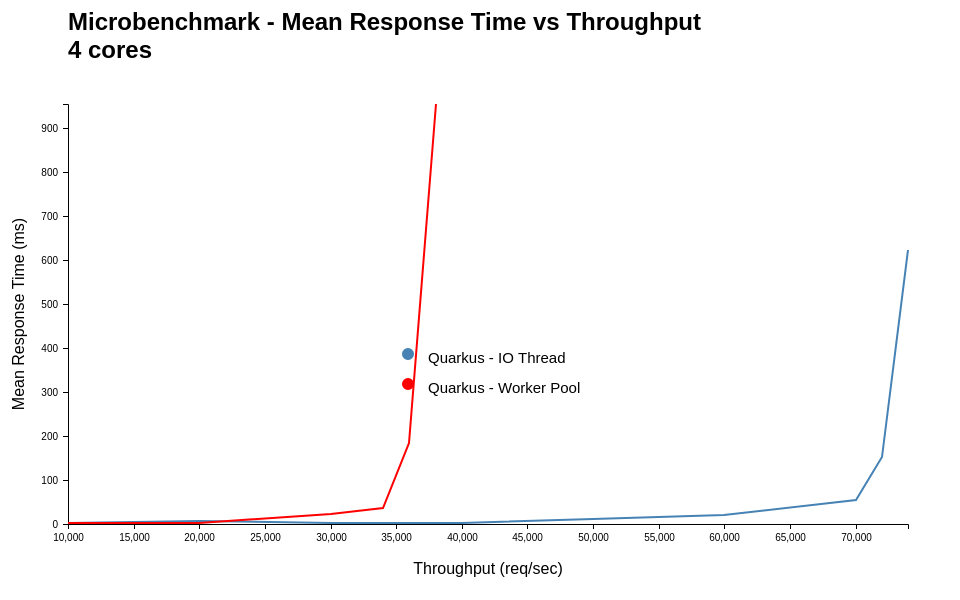 Microbenchmark - Mean Response Time vs Throughput
4 cores
Mean Response Time (ms)
900
800
700
600
500
400
300
200
100
0
Quarkus - IO Thread
Quarkus - Worker Pool
10,000 15,000 20,000 25,000 30,000 35,000 40,000 45,000 50,000 55,000 60,000 65,000 70,000
Throughput (req/sec)